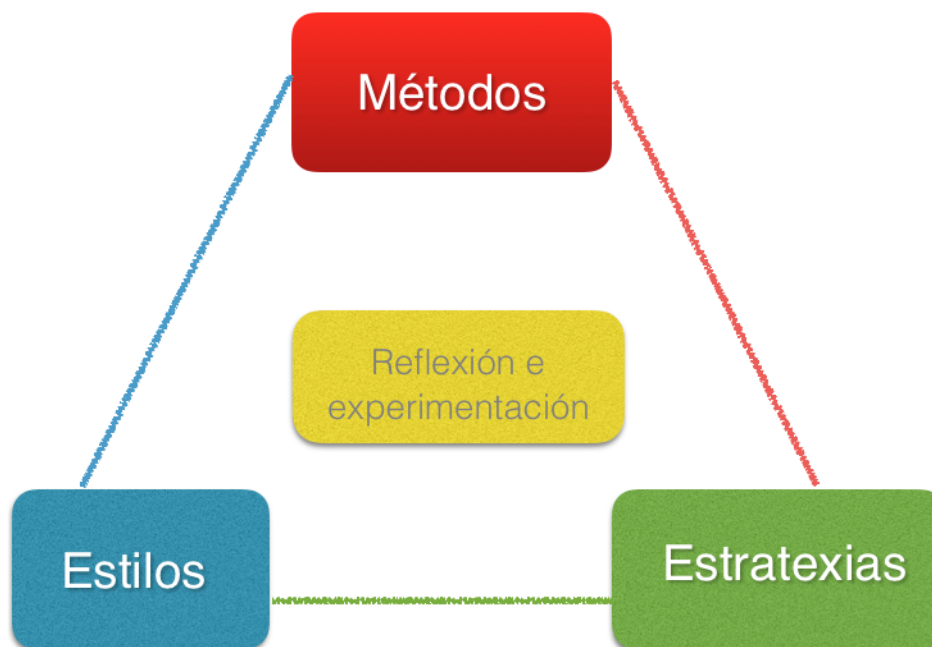 Métodos
Reflexión e
experimentación
Estilos
Estratexias